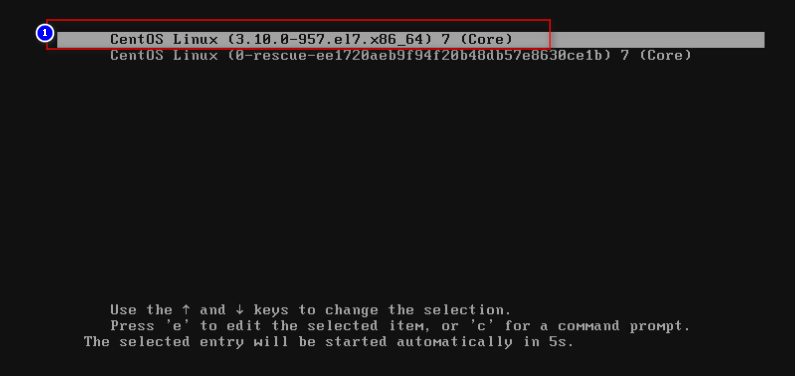 1
CentOS Linux (3.10.0-957.el7.x86_64) 7 (Core)
CentOS Linux (0-rescue-ee1720aeb9f94f20b48db57e8630ce1b) 7 (Core)
Use the ↑ and ↓ keys to change the selection.
Press 'e' to edit the selected item, or 'c' for a command prompt.
The selected entry will be started automatically in 5s.